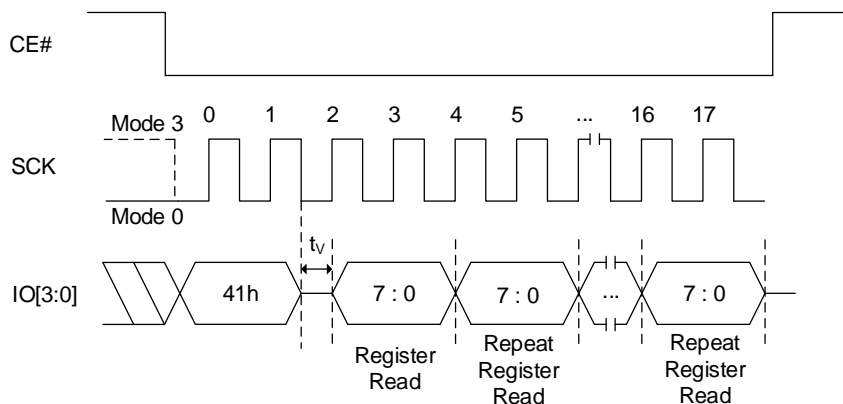 CE#
Mode 3 0 1 2 3 4 5 ... 16 17
SCK
Mode 0
tV
IO[3:0] 41h 7 : 0 7 : 0 ... 7 : 0
Register
Read
Repeat
Register
Read
Repeat
Register
Read